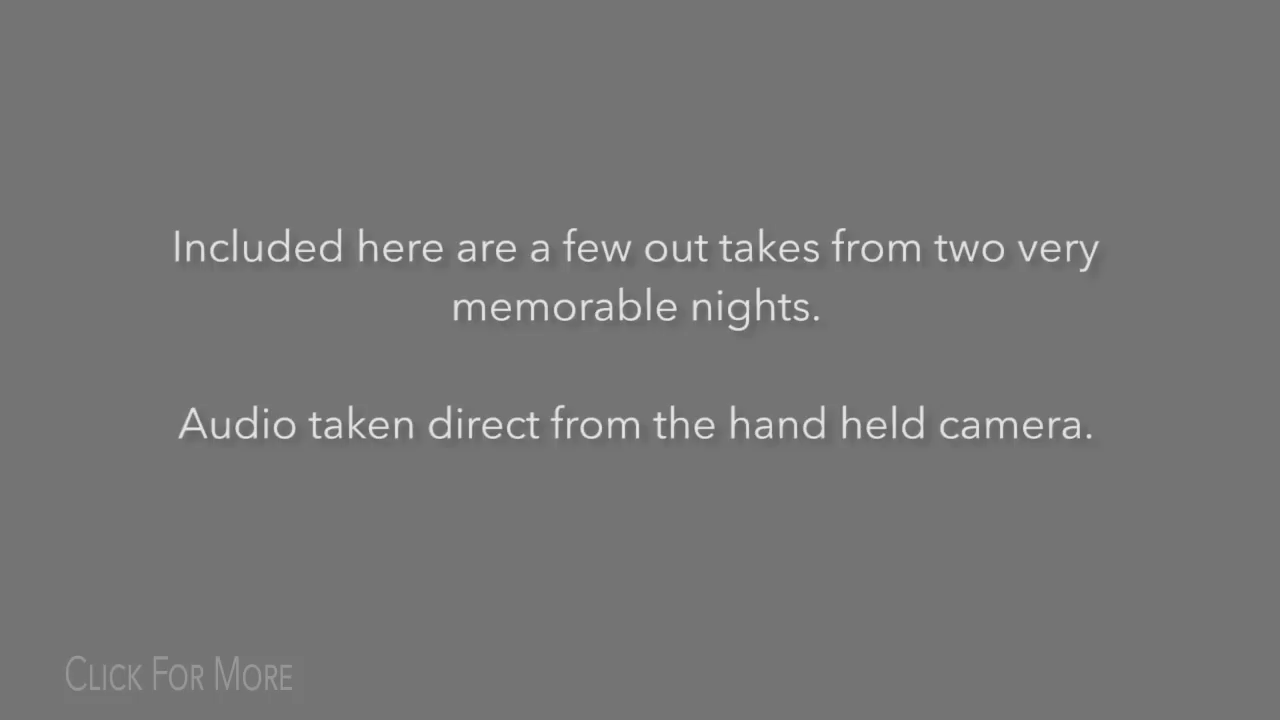 Included here are a few out takes from two very
memorable nights.
Audio taken direct from the hand held camera.
Click For More